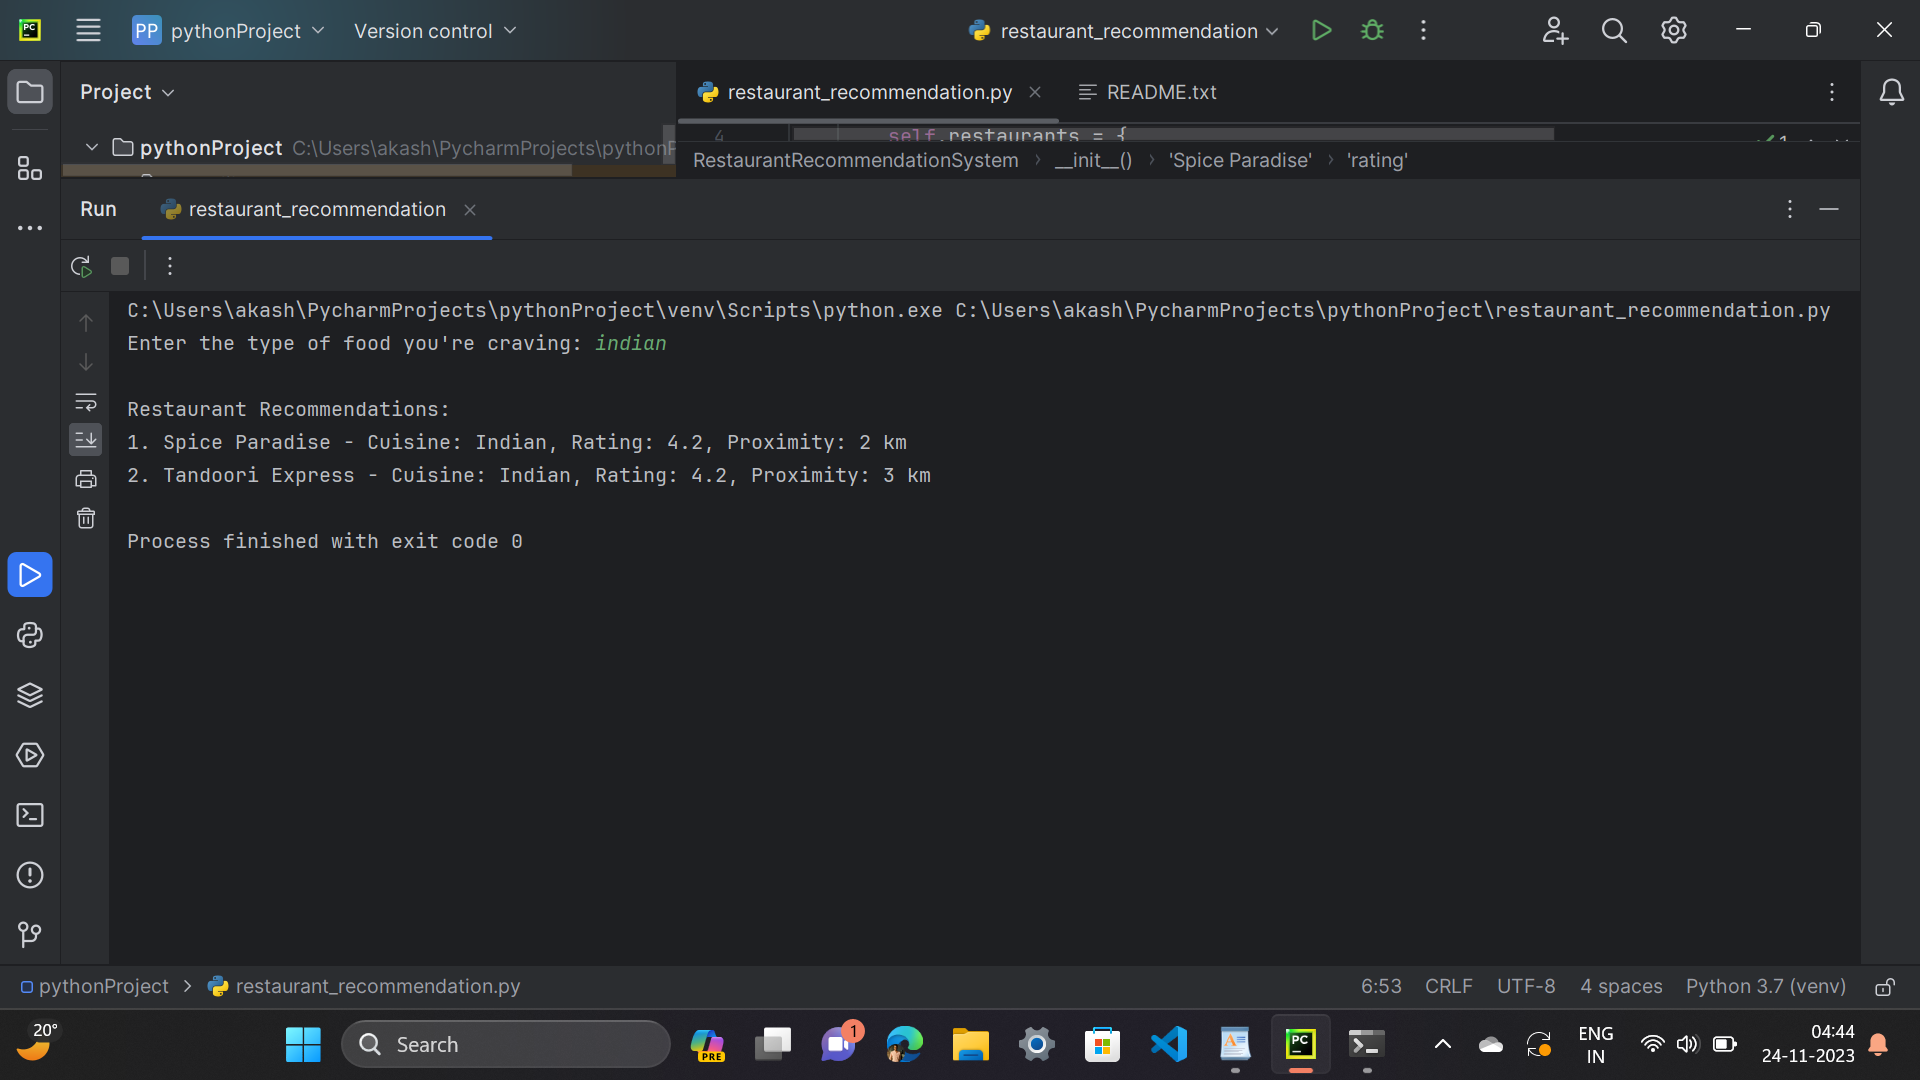 PC
PP pythonProject Version control restaurant_recommendation
Project
restaurant_recommendation.py README.txt
pythonProject C:\Users\akash\PycharmProjects\pythonP
4 self.restaurants = {
1
RestaurantRecommendationSystem › __init__() › 'Spice Paradise' › 'rating'
Run restaurant_recommendation
C:\Users\akash\PycharmProjects\pythonProject\venv\Scripts\python.exe C:\Users\akash\PycharmProjects\pythonProject\restaurant_recommendation.py
Enter the type of food you're craving: indian
Restaurant Recommendations:
1. Spice Paradise - Cuisine: Indian, Rating: 4.2, Proximity: 2 km
2. Tandoori Express - Cuisine: Indian, Rating: 4.2, Proximity: 3 km
Process finished with exit code 0
pythonProject > restaurant_recommendation.py 6:53 CRLF UTF-8 4 spaces Python 3.7 (venv)
20°
Search
PRE
1
PC
ENG
IN
04:44
24-11-2023